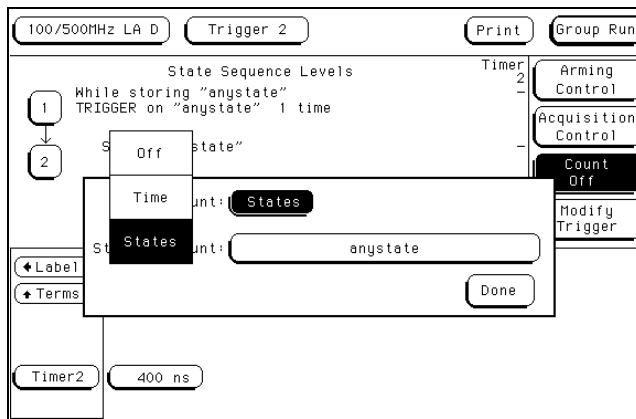 100/500MHz LA D Trigger 2 Print Group Run
State Sequence Levels
Timer
2
While storing "anystate"
TRIGGER on "anystate" 1 time
1
-
S state"
2
-
Arming
Control
Acquisition
Control
Count
Off
Modify
Trigger
Off
Time
States
unt: States
St unt: anystate
Done
Label
Terms
Timer2 400 ns